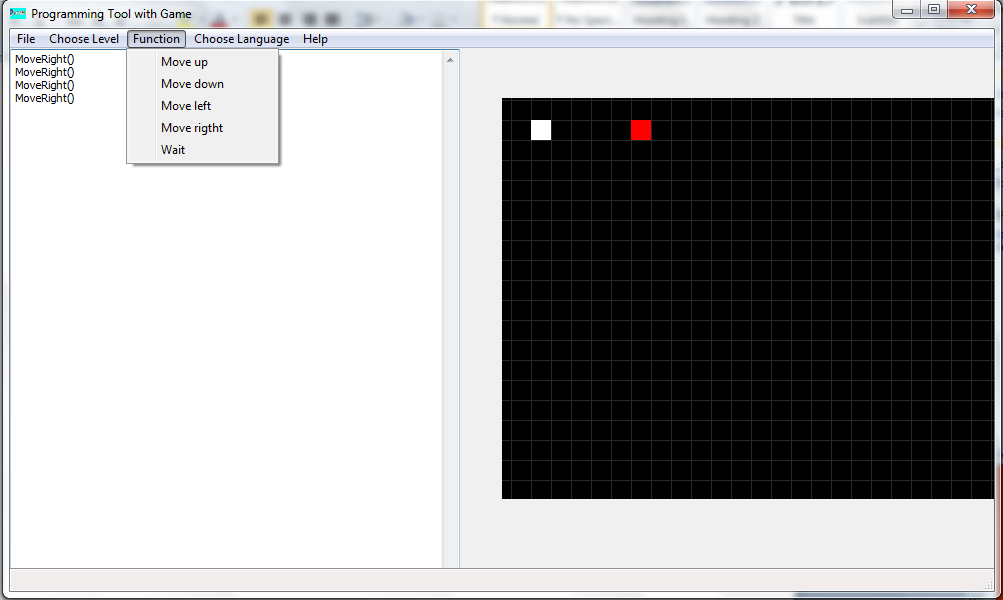 Programming Tool with Game
File Choose Level Function Choose Language Help
MoveRight()
MoveRight()
MoveRight()
MoveRight()
Move up
Move down
Move left
Move rigtht
Wait